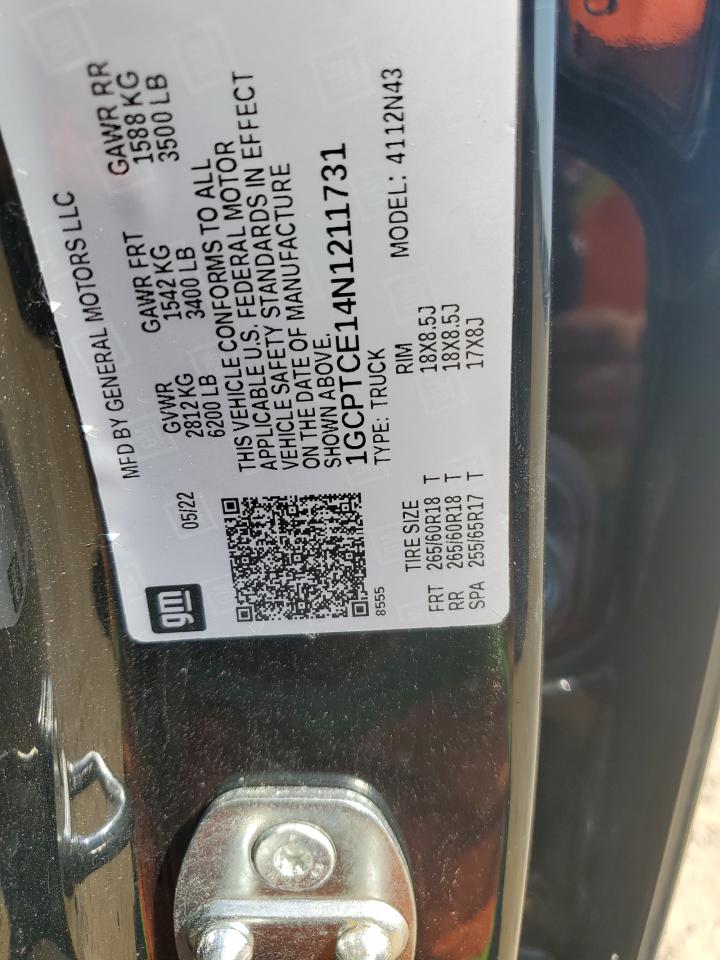 gm
05/22
MFD BY GENERAL MOTORS LLC
GVWR GAWR FRT GAWR RR
2812 KG 1542 KG 1588 KG
6200 LB 3400 LB 3500 LB
THIS VEHICLE CONFORMS TO ALL
APPLICABLE U.S. FEDERAL MOTOR
VEHICLE SAFETY STANDARDS IN EFFECT
ON THE DATE OF MANUFACTURE
SHOWN ABOVE.
1GCPTCE14N1211731
8555
TYPE: TRUCK MODEL: 4112N43
TIRE SIZE RIM
FRT 265/60R18 T 18X8.5J
RR 265/60R18 T 18X8.5J
SPA 255/65R17 T 17X8J